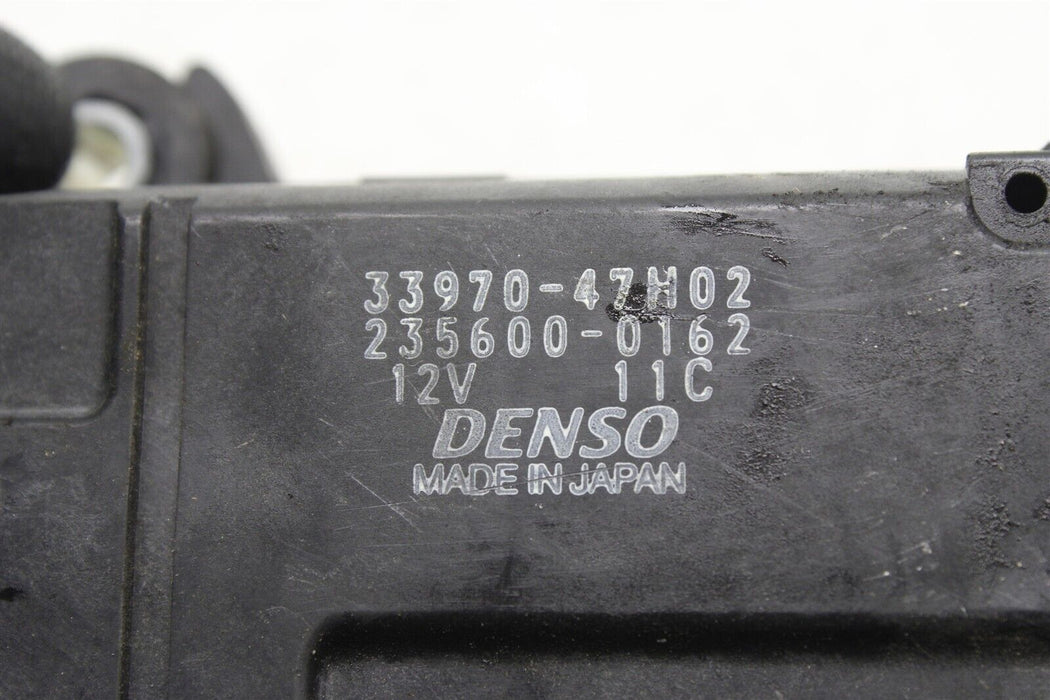 33970-47H02
235600-0162
12V 11C
DENSO
MADE IN JAPAN